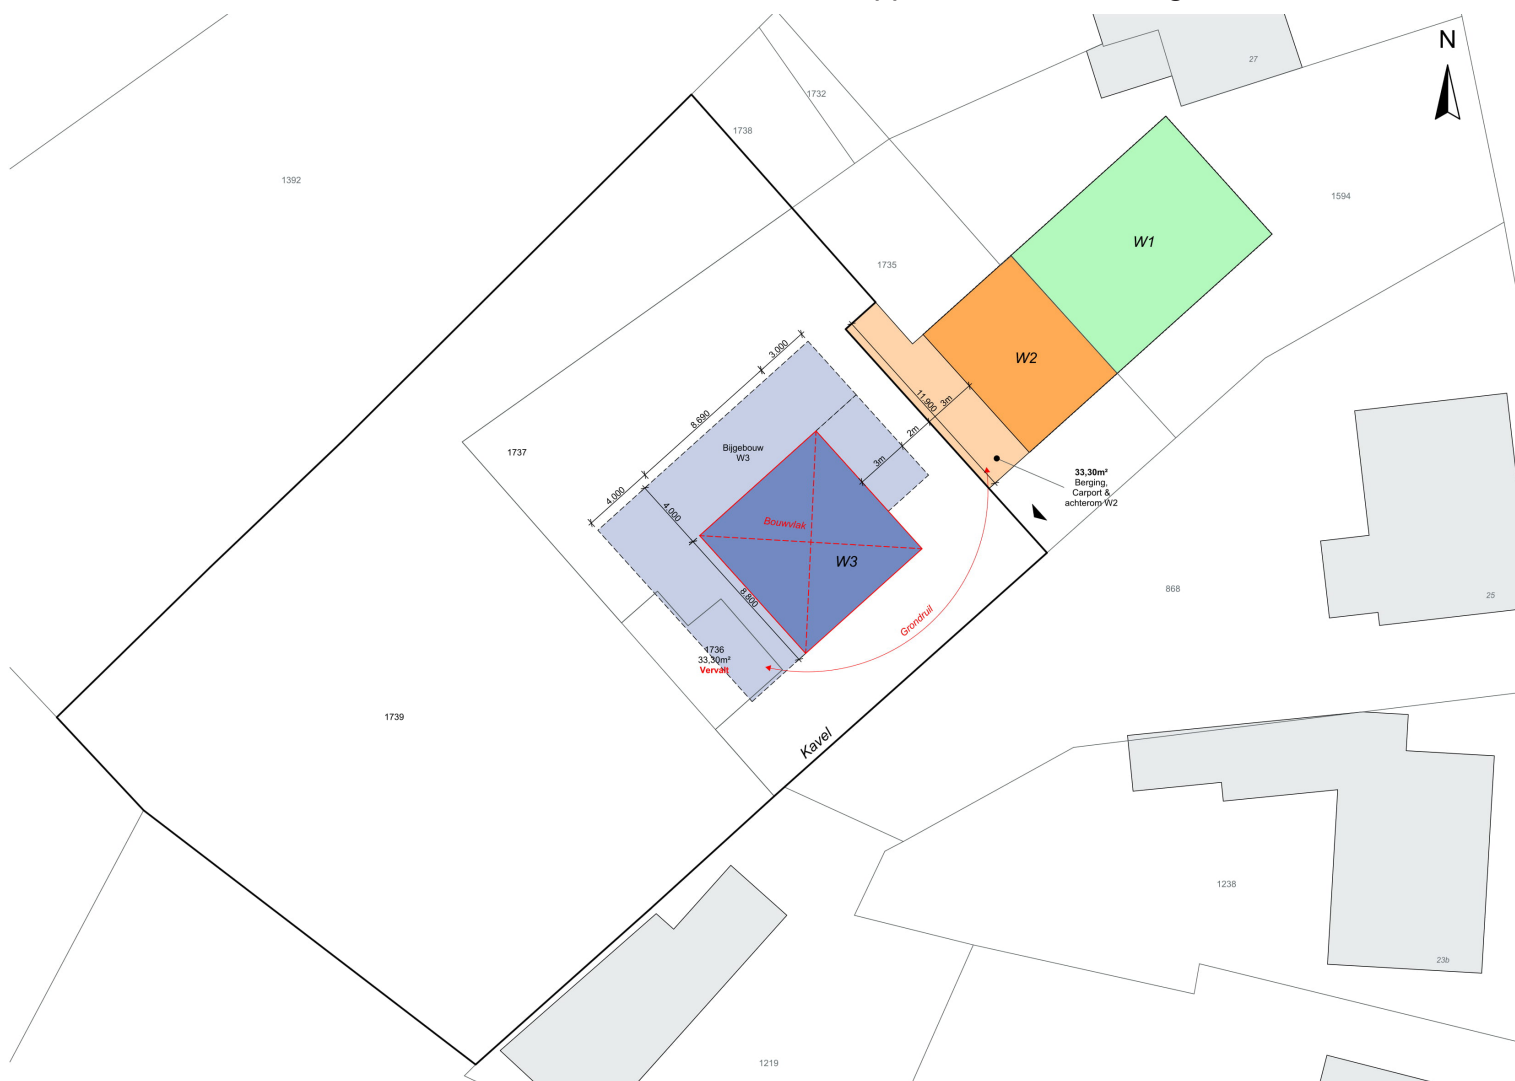 N
27
1732
1738
1392
1594
W1
1735
W2
3.000
8.690
11.900
3m
2m
3m
Bijgebouw
W3
1737
4.000
4.000
33,30m²
Berging,
Carport &
achterom W2
Bouwvlak
W3
8.800
868
25
Grondruil
1736
33,30m²
Vervalt
1739
Kavel
1238
23b
1219